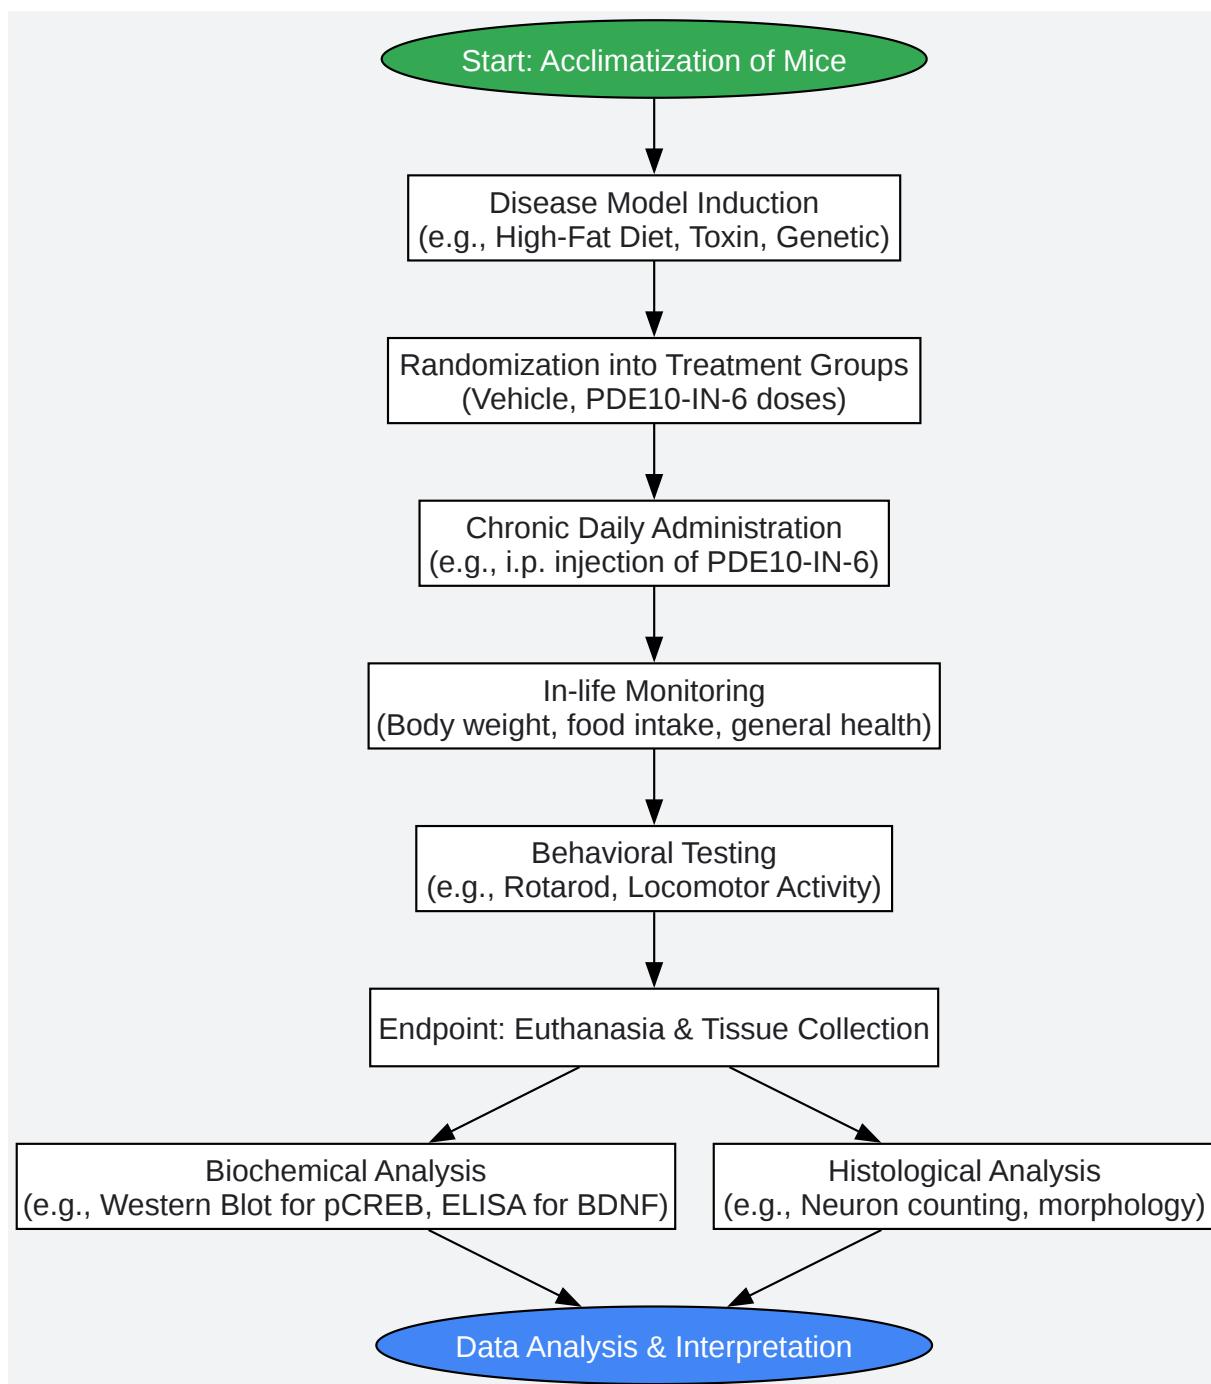 Start: Acclimatization of Mice
Disease Model Induction
(e.g., High-Fat Diet, Toxin, Genetic)
Randomization into Treatment Groups
(Vehicle, PDE10-IN-6 doses)
Chronic Daily Administration
(e.g., i.p. injection of PDE10-IN-6)
In-life Monitoring
(Body weight, food intake, general health)
Behavioral Testing
(e.g., Rotarod, Locomotor Activity)
Endpoint: Euthanasia & Tissue Collection
Biochemical Analysis
(e.g., Western Blot for pCREB, ELISA for BDNF)
Histological Analysis
(e.g., Neuron counting, morphology)
Data Analysis & Interpretation